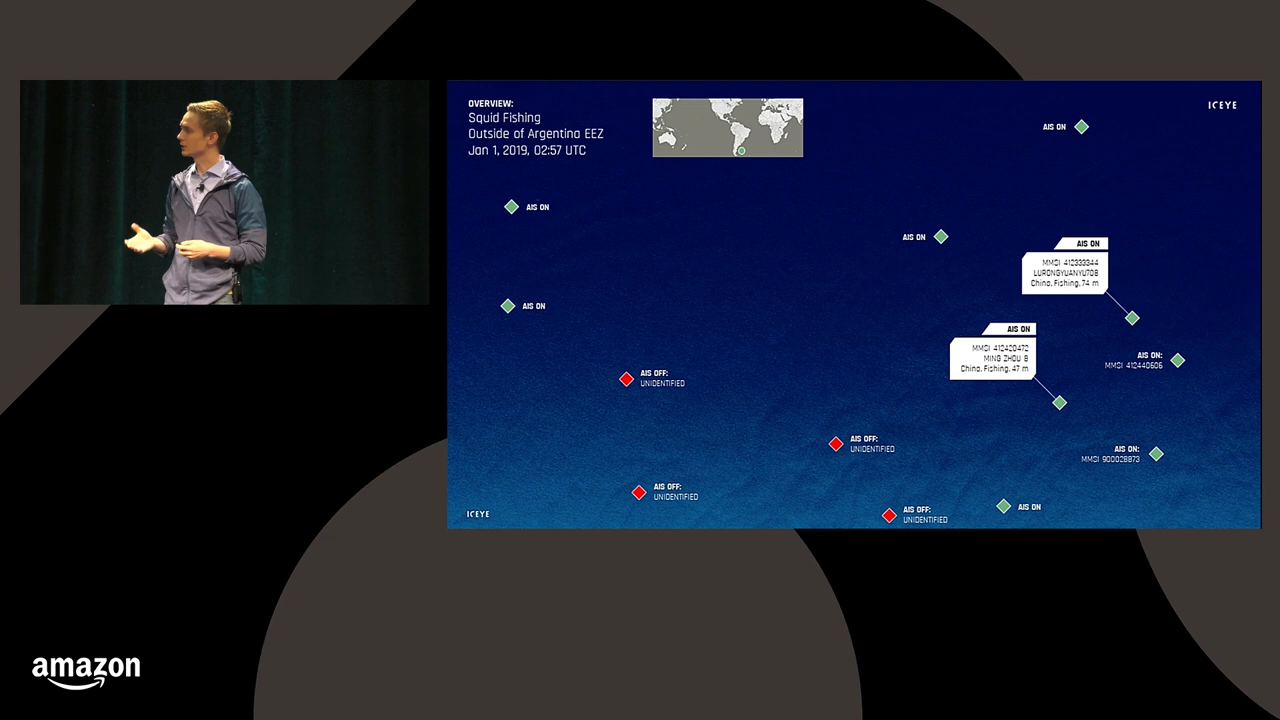 OVERVIEW:
Squid Fishing
Outside of Argentina EEZ
Jan 1, 2019, 02:57 UTC
ICEYE
AIS ON
AIS ON
AIS ON
AIS ON
MMSI 412333344
LURONGYUANYU708
China, Fishing, 74 m
AIS ON
AIS ON
MMSI 412420472
MING ZHOU 8
China, Fishing, 47 m
AIS ON:
MMSI 412440606
AIS OFF:
UNIDENTIFIED
AIS OFF:
UNIDENTIFIED
AIS ON:
MMSI 900028873
AIS OFF:
UNIDENTIFIED
AIS OFF:
UNIDENTIFIED
AIS ON
ICEYE
amazon